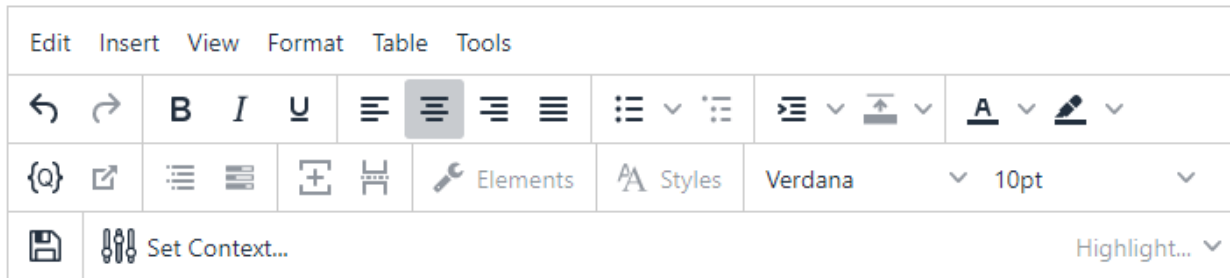 Edit Insert View Format Table Tools
B I U A
{Q} Elements A Styles Verdana 10pt
Set Context... Highlight...